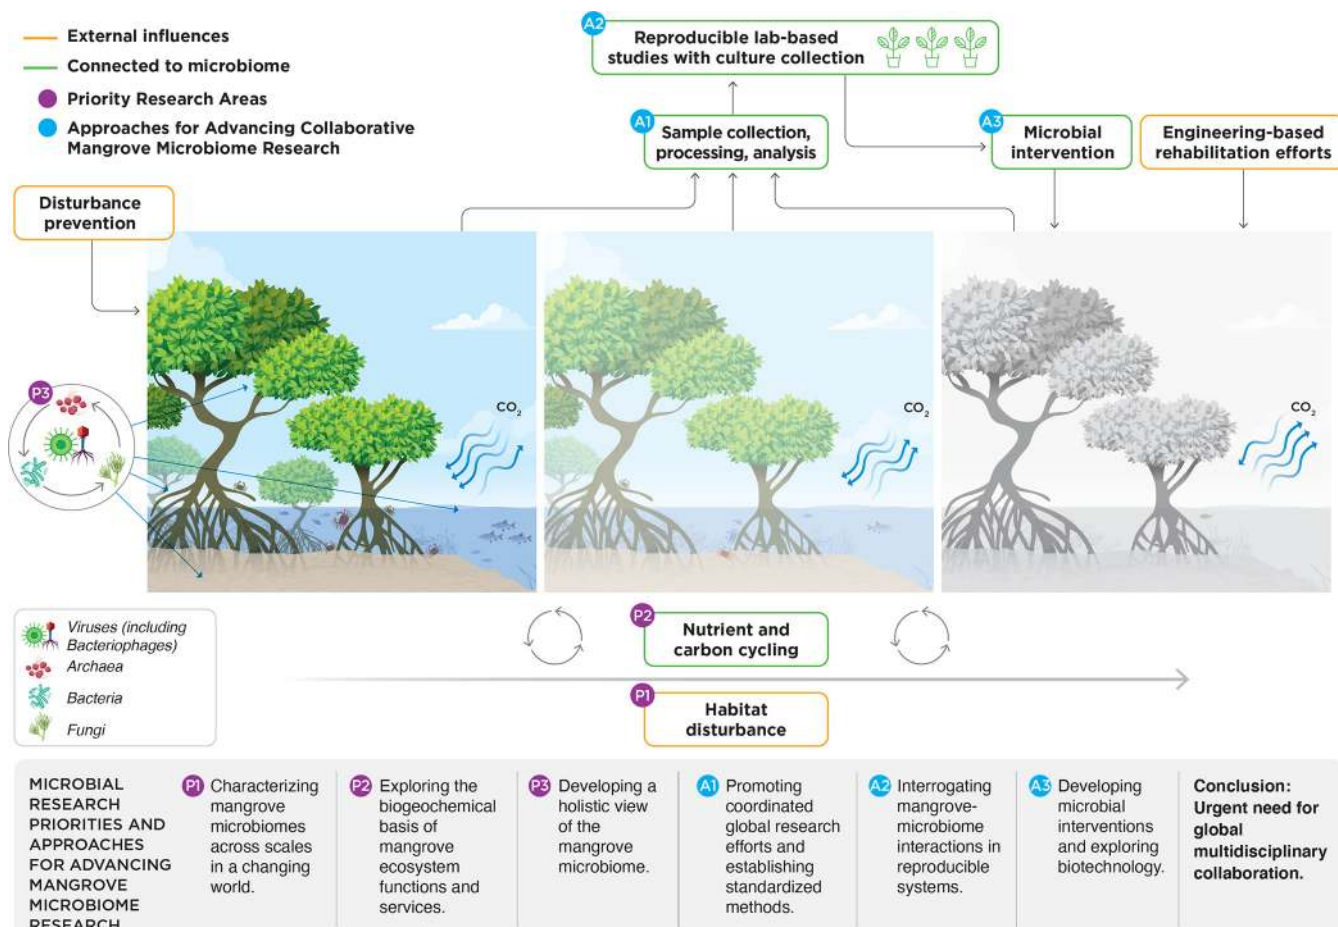 External influences
Connected to microbiome
Priority Research Areas
Approaches for Advancing Collaborative
Mangrove Microbiome Research
A2
Reproducible lab-based
studies with culture collection
A1
Sample collection,
processing, analysis
A3
Microbial
intervention
Engineering-based
rehabilitation efforts
Disturbance
prevention
P3
CO2
CO2
CO2
Viruses (including
Bacteriophages)
Archaea
Bacteria
Fungi
P2
Nutrient and
carbon cycling
P1
Habitat
disturbance
MICROBIAL
RESEARCH
PRIORITIES AND
APPROACHES
FOR ADVANCING
MANGROVE
MICROBIOME
RESEARCH
P1 Characterizing
mangrove
microbiomes
across scales
in a changing
world.
P2 Exploring the
biogeochemical
basis of
mangrove
ecosystem
functions and
services.
P3 Developing a
holistic view
of the
mangrove
microbiome.
A1 Promoting
coordinated
global research
efforts and
establishing
standardized
methods.
A2 Interrogating
mangrove-
microbiome
interactions in
reproducible
systems.
A3 Developing
microbial
interventions
and exploring
biotechnology.
Conclusion:
Urgent need for
global
multidisciplinary
collaboration.